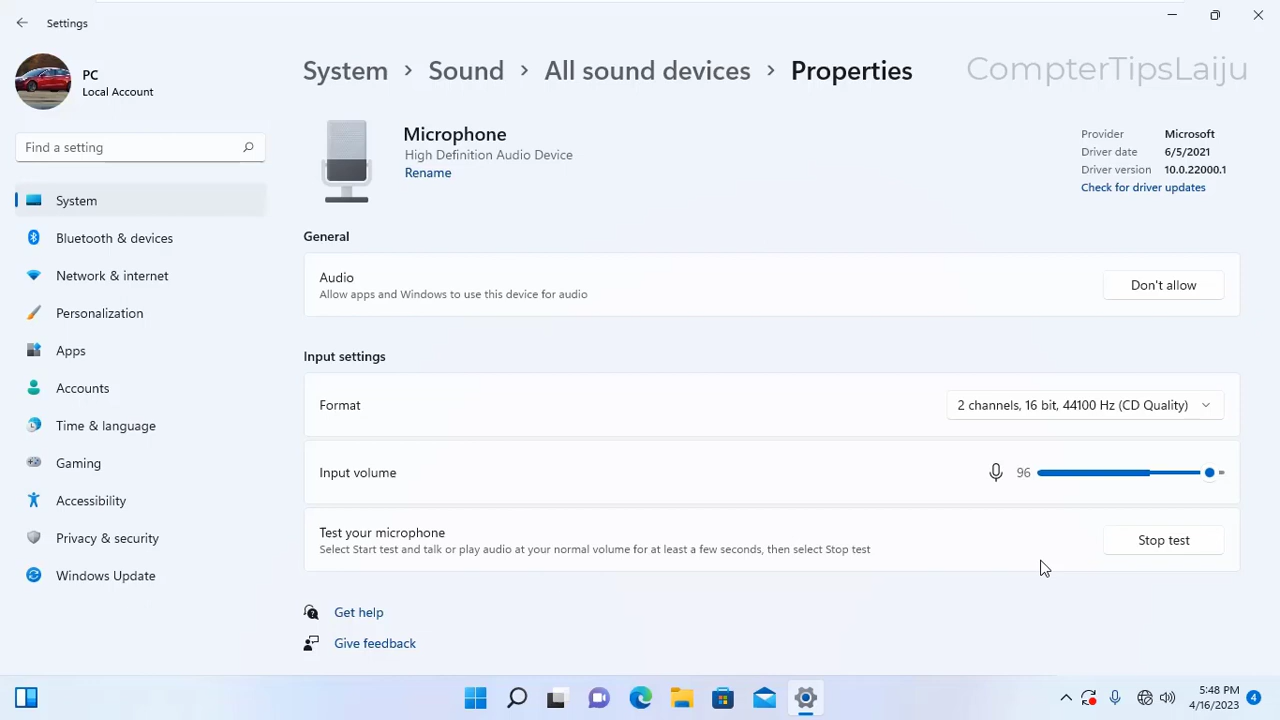 Settings
PC
Local Account
Find a setting
System
Bluetooth & devices
Network & internet
Personalization
Apps
Accounts
Time & language
Gaming
Accessibility
Privacy & security
Windows Update
System > Sound > All sound devices > Properties
CompterTipsLaiju
Microphone
High Definition Audio Device
Rename
Provider Microsoft
Driver date 6/5/2021
Driver version 10.0.22000.1
Check for driver updates
General
Audio
Allow apps and Windows to use this device for audio
Don't allow
Input settings
Format
2 channels, 16 bit, 44100 Hz (CD Quality)
Input volume
96
Test your microphone
Select Start test and talk or play audio at your normal volume for at least a few seconds, then select Stop test
Stop test
Get help
Give feedback
5:48 PM
4/16/2023
4